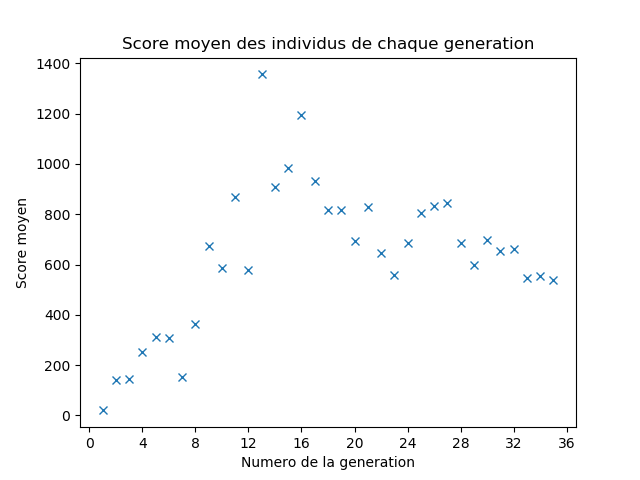 Score moyen des individus de chaque generation
1400
1200
1000
800
600
400
200
0
Score moyen
0 4 8 12 16 20 24 28 32 36
Numero de la generation